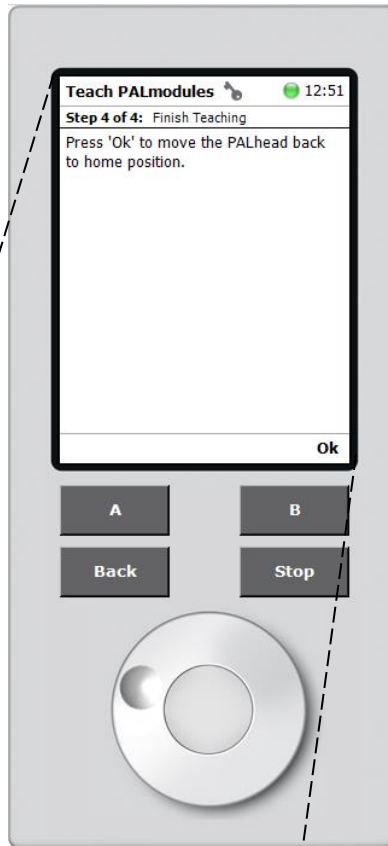 Teach PALmodules 12:51
Step 4 of 4: Finish Teaching
Press 'Ok' to move the PALhead back
to home position.
Ok
A B
Back Stop